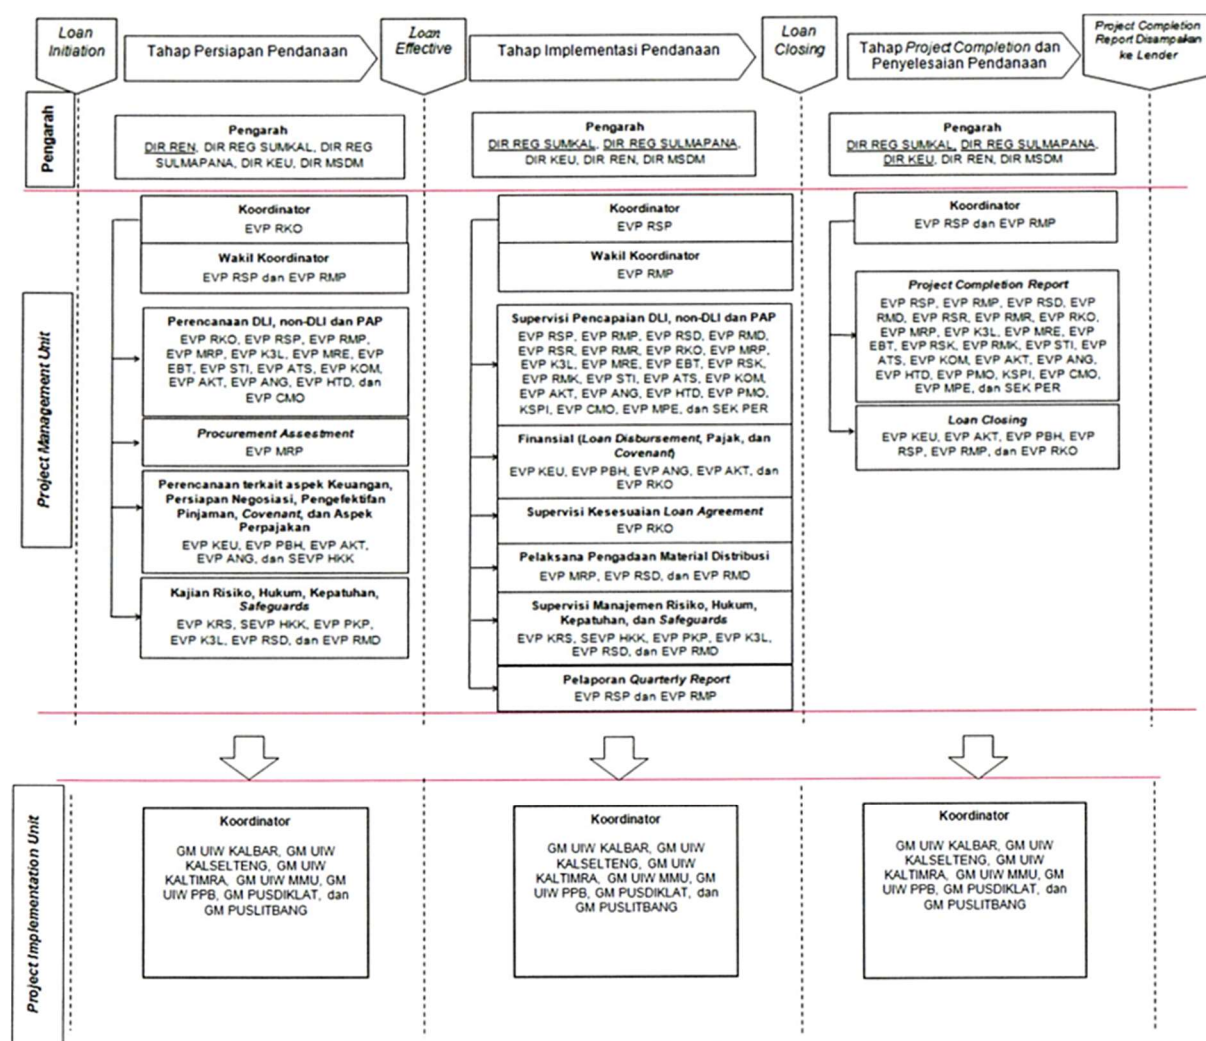 Loan
Initiation
Tahap Persiapan Pendanaan
Loan
Effective
Tahap Implementasi Pendanaan
Loan
Closing
Tahap Project Completion dan
Penyelesaian Pendanaan
Project Completion
Report Disampaikan
ke Lender
Pengarah
Pengarah
DIR REN, DIR REG SUMKAL, DIR REG
SULMAPANA, DIR KEU, DIR MSDM
Pengarah
DIR REG SUMKAL, DIR REG SULMAPANA,
DIR KEU, DIR REN, DIR MSDM
Pengarah
DIR REG SUMKAL, DIR REG SULMAPANA,
DIR KEU, DIR REN, DIR MSDM
Project Management Unit
Koordinator
EVP RKO
Wakil Koordinator
EVP RSP dan EVP RMP
Perencanaan DLI, non-DLI dan PAP
EVP RKO, EVP RSP, EVP RMP,
EVP MRP, EVP K3L, EVP MRE, EVP
EBT, EVP STI, EVP ATS, EVP KOM,
EVP AKT, EVP ANG, EVP HTD, dan
EVP CMO
Procurement Assestment
EVP MRP
Perencanaan terkait aspek Keuangan,
Persiapan Negosiasi, Pengefektifan
Pinjaman, Covenant, dan Aspek
Perpajakan
EVP KEU, EVP PBH, EVP AKT,
EVP ANG, dan SEVP HKK
Kajian Risiko, Hukum, Kepatuhan,
Safeguards
EVP KRS, SEVP HKK, EVP PKP,
EVP K3L, EVP RSD, dan EVP RMD
Koordinator
EVP RSP
Wakil Koordinator
EVP RMP
Supervisi Pencapaian DLI, non-DLI dan PAP
EVP RSP, EVP RMP, EVP RSD, EVP RMD,
EVP RSR, EVP RMR, EVP RKO, EVP MRP,
EVP K3L, EVP MRE, EVP EBT, EVP RSK,
EVP RMK, EVP STI, EVP ATS, EVP KOM,
EVP AKT, EVP ANG, EVP HTD, EVP PMO,
KSPI, EVP CMO, EVP MPE, dan SEK PER
Finansial (Loan Disbursement, Pajak, dan
Covenant)
EVP KEU, EVP PBH, EVP ANG, EVP AKT, dan
EVP RKO
Supervisi Kesesuaian Loan Agreement
EVP RKO
Pelaksana Pengadaan Material Distribusi
EVP MRP, EVP RSD, dan EVP RMD
Supervisi Manajemen Risiko, Hukum,
Kepatuhan, dan Safeguards
EVP KRS, SEVP HKK, EVP PKP, EVP K3L,
EVP RSD, dan EVP RMD
Pelaporan Quarterly Report
EVP RSP dan EVP RMP
Koordinator
EVP RSP dan EVP RMP
Project Completion Report
EVP RSP, EVP RMP, EVP RSD, EVP
RMD, EVP RSR, EVP RMR, EVP RKO,
EVP MRP, EVP K3L, EVP MRE, EVP
EBT, EVP RSK, EVP RMK, EVP STI, EVP
ATS, EVP KOM, EVP AKT, EVP ANG,
EVP HTD, EVP PMO, KSPI, EVP CMO,
EVP MPE, dan SEK PER
Loan Closing
EVP KEU, EVP AKT, EVP PBH, EVP
RSP, EVP RMP, dan EVP RKO
Project Implementation Unit
Koordinator
GM UIW KALBAR, GM UIW
KALSELTENG, GM UIW
KALTIMRA, GM UIW MMU, GM
UIW PPB, GM PUSDIKLAT, dan
GM PUSLITBANG
Koordinator
GM UIW KALBAR, GM UIW
KALSELTENG, GM UIW
KALTIMRA, GM UIW MMU, GM
UIW PPB, GM PUSDIKLAT, dan
GM PUSLITBANG
Koordinator
GM UIW KALBAR, GM UIW
KALSELTENG, GM UIW
KALTIMRA, GM UIW MMU, GM
UIW PPB, GM PUSDIKLAT, dan
GM PUSLITBANG